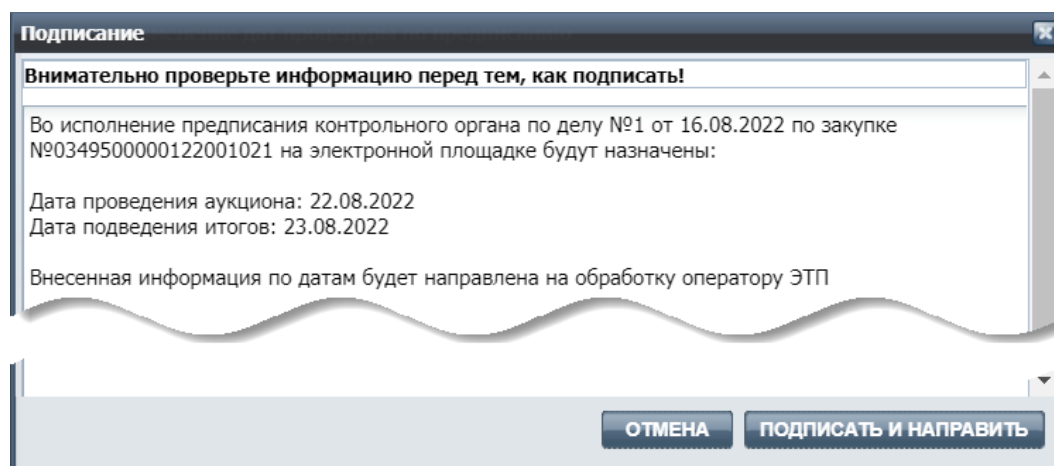 Подписание
Внимательно проверьте информацию перед тем, как подписать!
Во исполнение предписания контрольного органа по делу №1 от 16.08.2022 по закупке
№0349500000122001021 на электронной площадке будут назначены:
Дата проведения аукциона: 22.08.2022
Дата подведения итогов: 23.08.2022
Внесенная информация по датам будет направлена на обработку оператору ЭТП
ОТМЕНА
ПОДПИСАТЬ И НАПРАВИТЬ